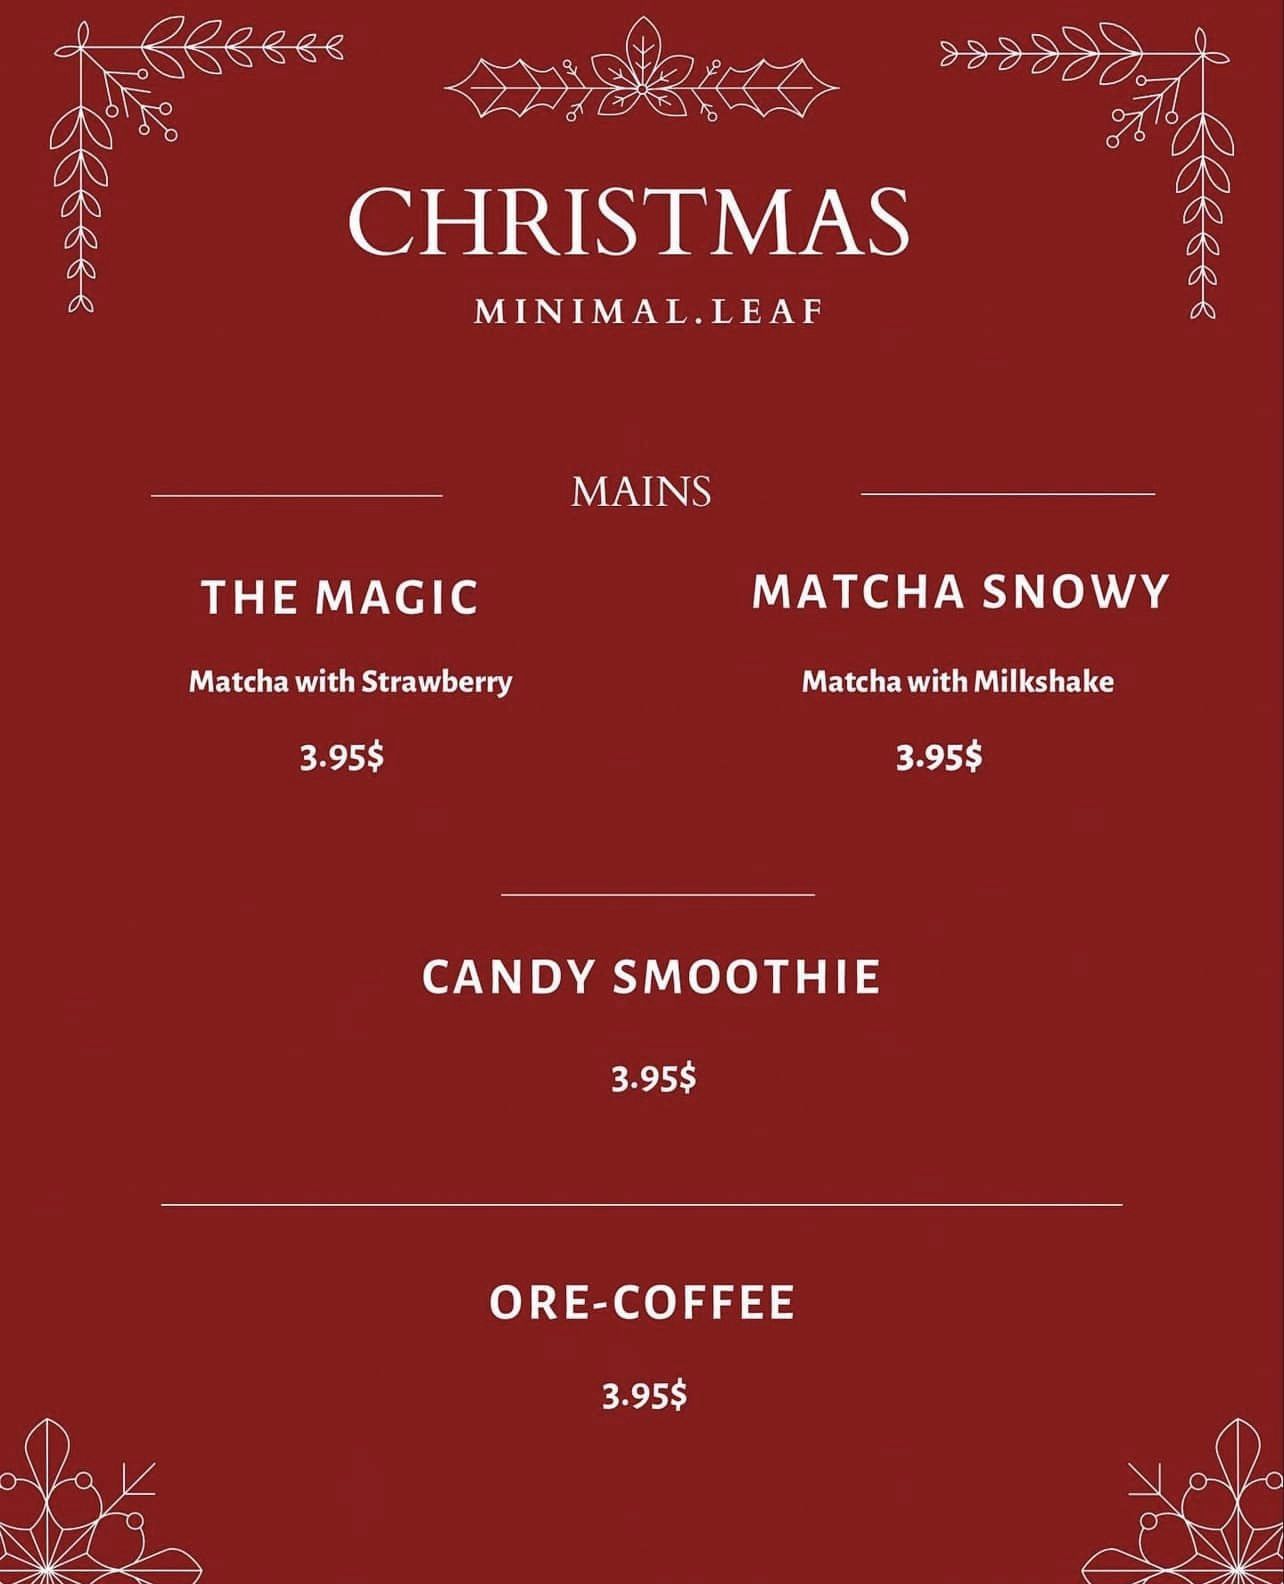 CHRISTMAS
MINIMAL.LEAF
MAINS
THE MAGIC
Matcha with Strawberry
3.95$
MATCHA SNOWY
Matcha with Milkshake
3.95$
CANDY SMOOTHIE
3.95$
ORE-COFFEE
3.95$